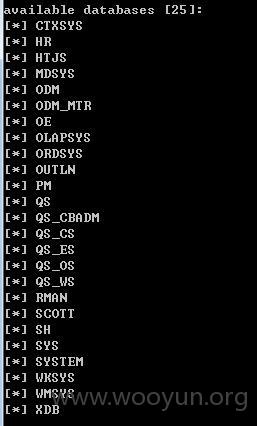 available databases [25]:
[*] CTXSYS
[*] HR
[*] HTJS
[*] MDSYS
[*] ODM
[*] ODM_MTR
[*] OE
[*] OLAPSYS
[*] ORDSYS
[*] OUTLN
[*] PM
[*] QS
[*] QS_CBADM
[*] QS_CS
[*] QS_ES
[*] QS_OS
[*] QS_WS
[*] RMAN
[*] SCOTT
[*] SH
[*] SYS
[*] SYSTEM
[*] WKSYS
[*] WMSYS
[*] XDB
www.wooyun.org